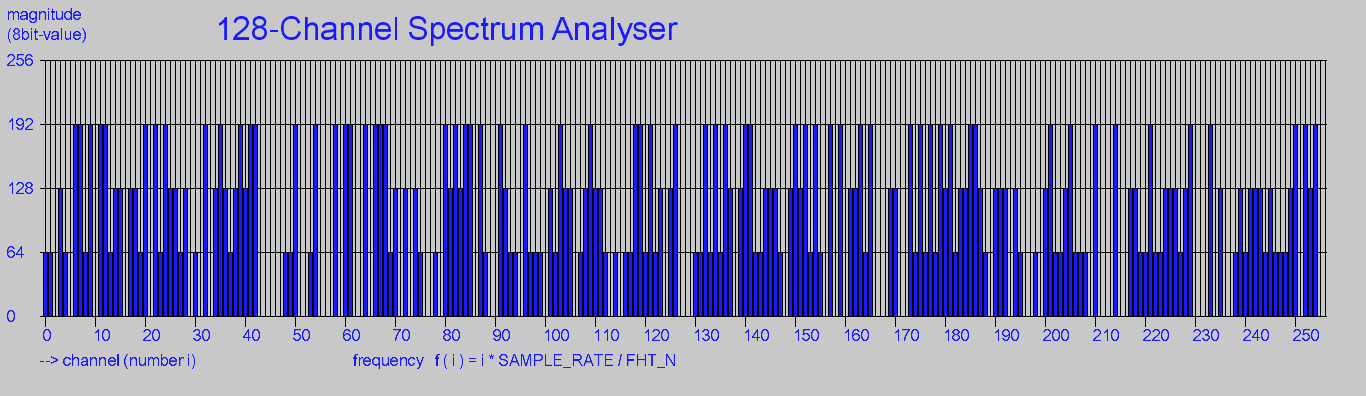 magnitude
(8bit-value)
128-Channel Spectrum Analyser
256
192
128
64
0
0 10 20 30 40 50 60 70 80 90 100 110 120 130 140 150 160 170 180 190 200 210 220 230 240 250
--> channel (number i) frequency f ( i ) = i * SAMPLE_RATE / FHT_N